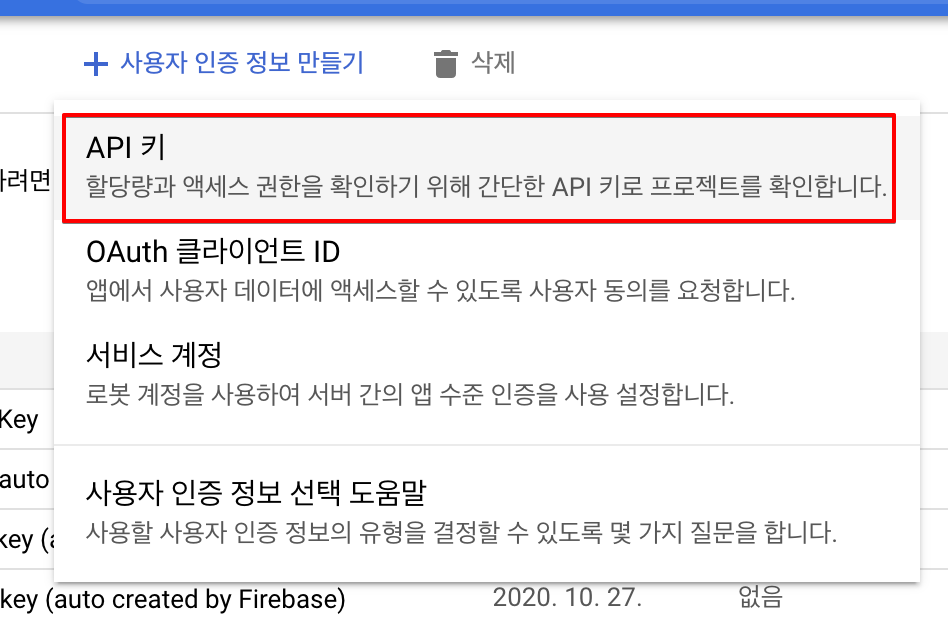 사용자 인증 정보 만들기 삭제
API 키
할당량과 액세스 권한을 확인하기 위해 간단한 API 키로 프로젝트를 확인합니다.
OAuth 클라이언트 ID
앱에서 사용자 데이터에 액세스할 수 있도록 사용자 동의를 요청합니다.
서비스 계정
로봇 계정을 사용하여 서버 간의 앱 수준 인증을 사용 설정합니다.
Key
auto
사용자 인증 정보 선택 도움말
사용할 사용자 인증 정보의 유형을 결정할 수 있도록 몇 가지 질문을 합니다.
key (a
key (auto created by Firebase) 2020. 10. 27. 없음